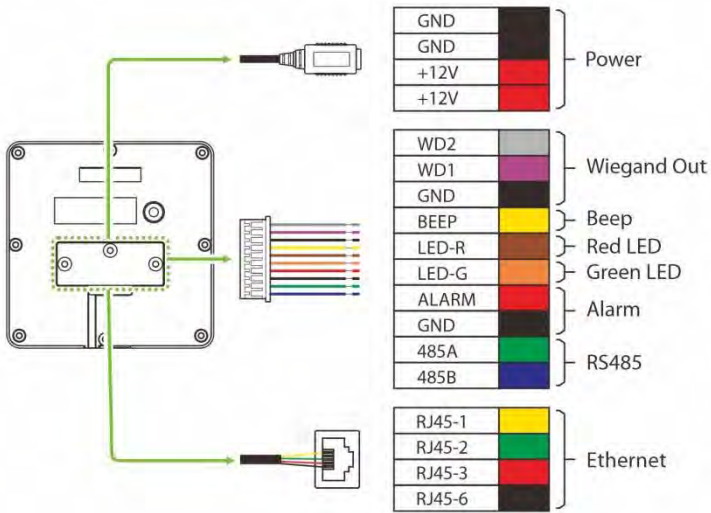 GND
GND
+12V
+12V
Power
WD2
WD1
GND
Wiegand Out
BEEP
Beep
LED-R
Red LED
LED-G
Green LED
ALARM
GND
Alarm
485A
485B
RS485
RJ45-1
RJ45-2
RJ45-3
RJ45-6
Ethernet